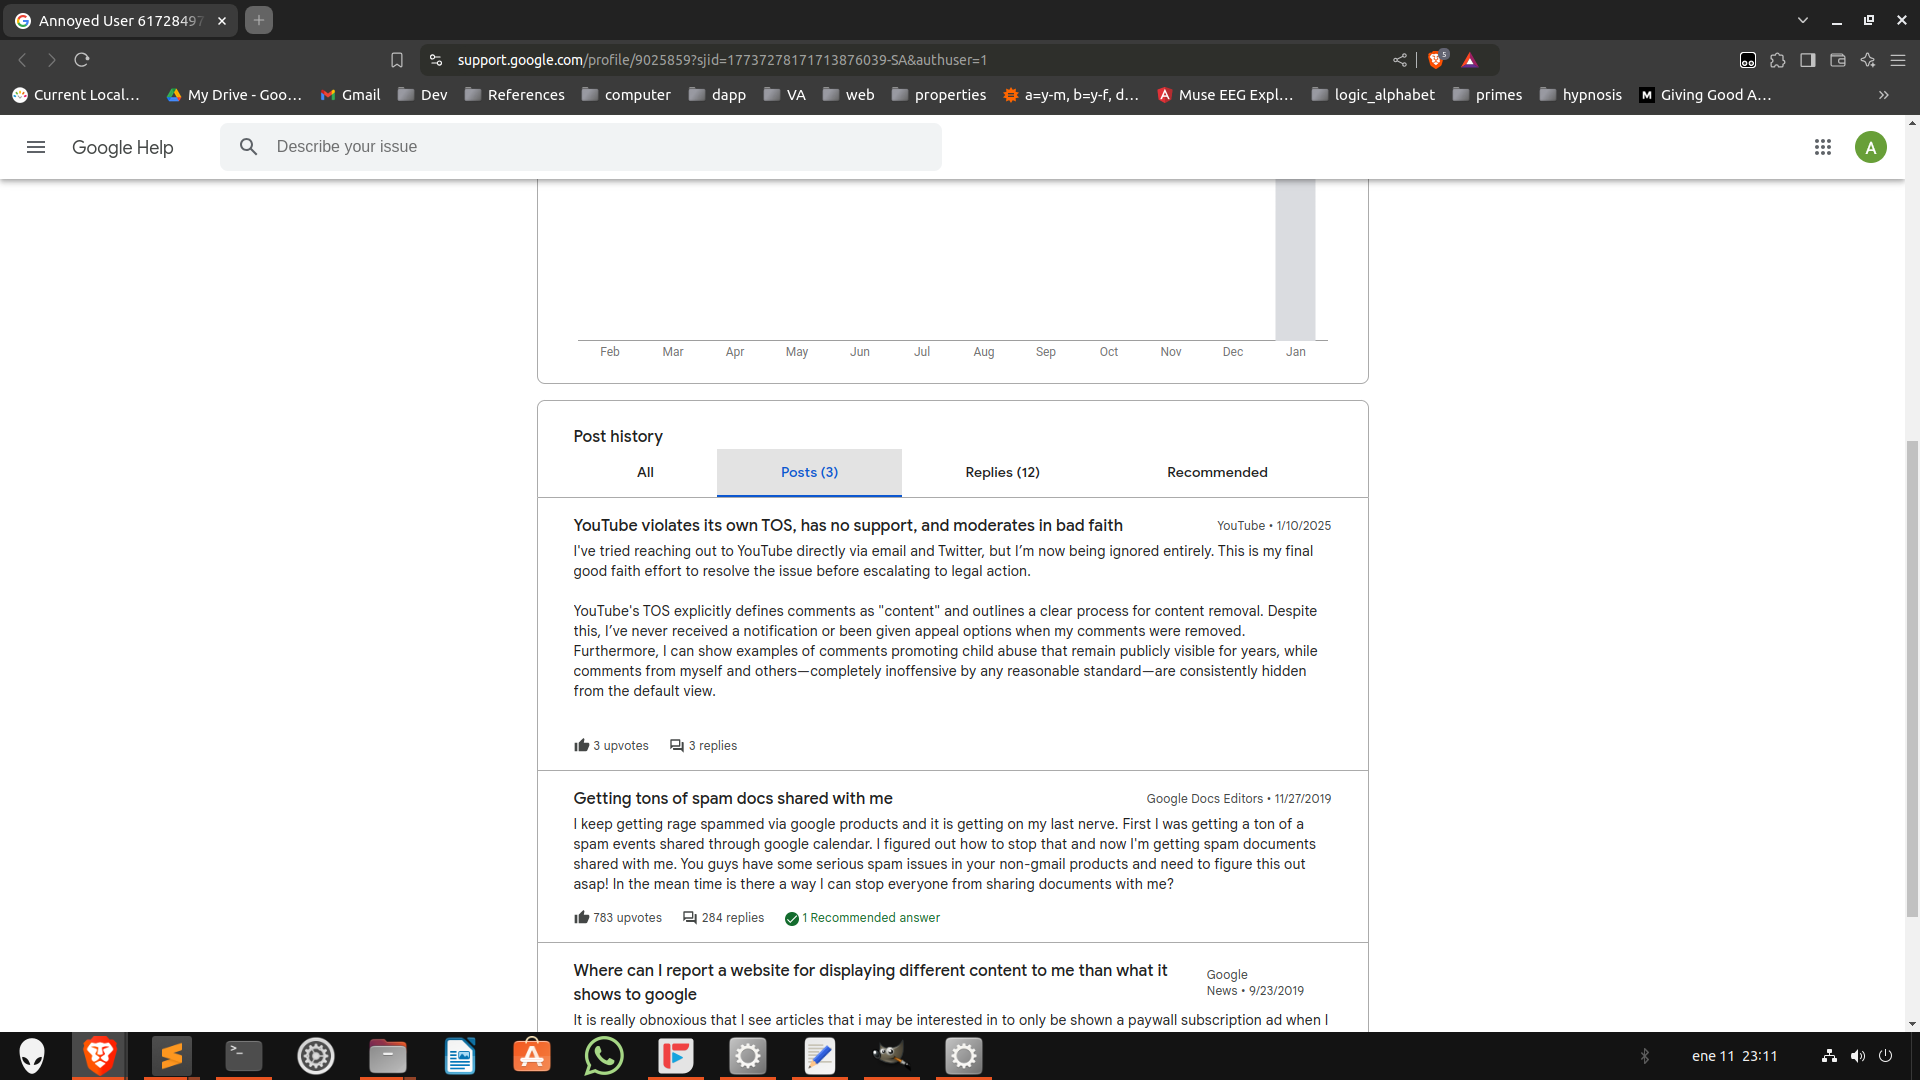 Annoyed User 61728497
support.google.com/profile/9025859?sjid=17737278171713876039-SA&authuser=1
5
Current Local...
My Drive - Goo...
Gmail
Dev
References
computer
dapp
VA
web
properties
a=y-m, b=y-f, d...
Muse EEG Expl...
logic_alphabet
primes
hypnosis
M
Giving Good A...
Google Help
Describe your issue
A
Feb Mar Apr May Jun Jul Aug Sep Oct Nov Dec Jan
Post history
All
Posts (3)
Replies (12)
Recommended
YouTube violates its own TOS, has no support, and moderates in bad faith
YouTube • 1/10/2025
I've tried reaching out to YouTube directly via email and Twitter, but I’m now being ignored entirely. This is my final
good faith effort to resolve the issue before escalating to legal action.
YouTube's TOS explicitly defines comments as "content" and outlines a clear process for content removal. Despite
this, I’ve never received a notification or been given appeal options when my comments were removed.
Furthermore, I can show examples of comments promoting child abuse that remain publicly visible for years, while
comments from myself and others—completely inoffensive by any reasonable standard—are consistently hidden
from the default view.
3 upvotes
3 replies
Getting tons of spam docs shared with me
Google Docs Editors • 11/27/2019
I keep getting rage spammed via google products and it is getting on my last nerve. First I was getting a ton of a
spam events shared through google calendar. I figured out how to stop that and now I'm getting spam documents
shared with me. You guys have some serious spam issues in your non-gmail products and need to figure this out
asap! In the mean time is there a way I can stop everyone from sharing documents with me?
783 upvotes
284 replies
1 Recommended answer
Where can I report a website for displaying different content to me than what it
shows to google
Google
News • 9/23/2019
It is really obnoxious that I see articles that i may be interested in to only be shown a paywall subscription ad when I
ene 11 23:11